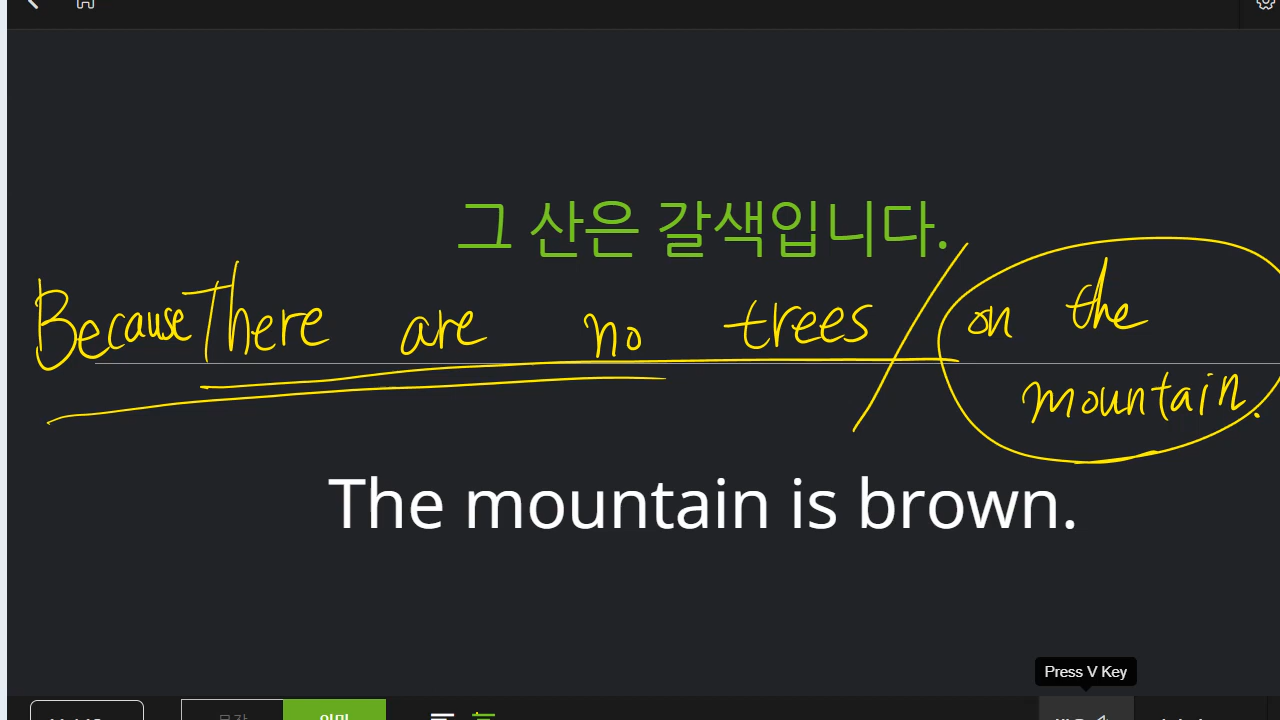 그 산은 갈색입니다.
Because There are no trees / on the
mountain.
The mountain is brown.
Press V Key